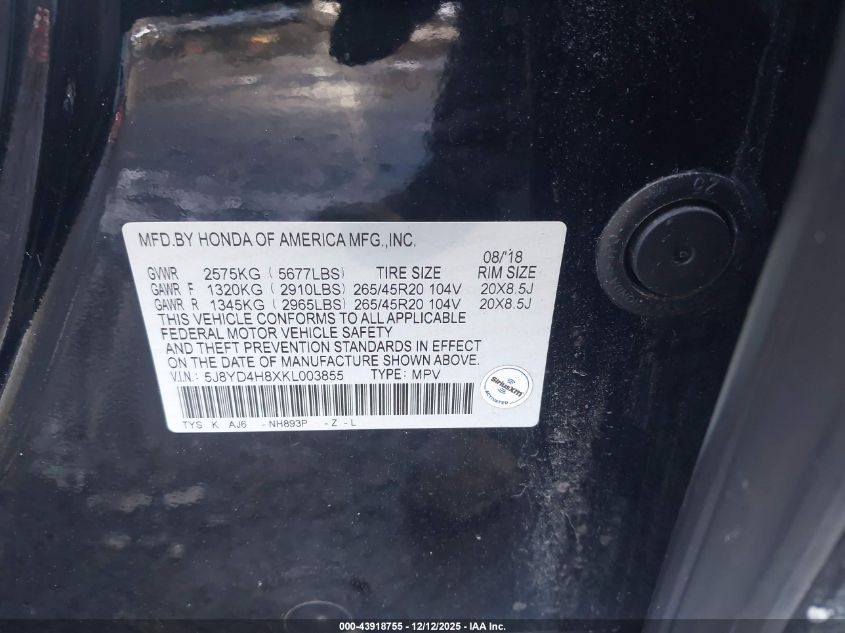 20
MFD.BY HONDA OF AMERICA MFG.,INC.
08/'18
GVWR 2575KG ( 5677LBS) TIRE SIZE RIM SIZE
GAWR F 1320KG ( 2910LBS) 265/45R20 104V 20X8.5J
GAWR R 1345KG ( 2965LBS) 265/45R20 104V 20X8.5J
THIS VEHICLE CONFORMS TO ALL APPLICABLE
FEDERAL MOTOR VEHICLE SAFETY
AND THEFT PREVENTION STANDARDS IN EFFECT
ON THE DATE OF MANUFACTURE SHOWN ABOVE.
V.I.N.: 5J8YD4H8XKL003855 TYPE: MPV
SiriusXM
ACTIVATED
TYS K AJ6 -NH893P -Z -L
000-43918755 - 12/12/2025 - IAA Inc.